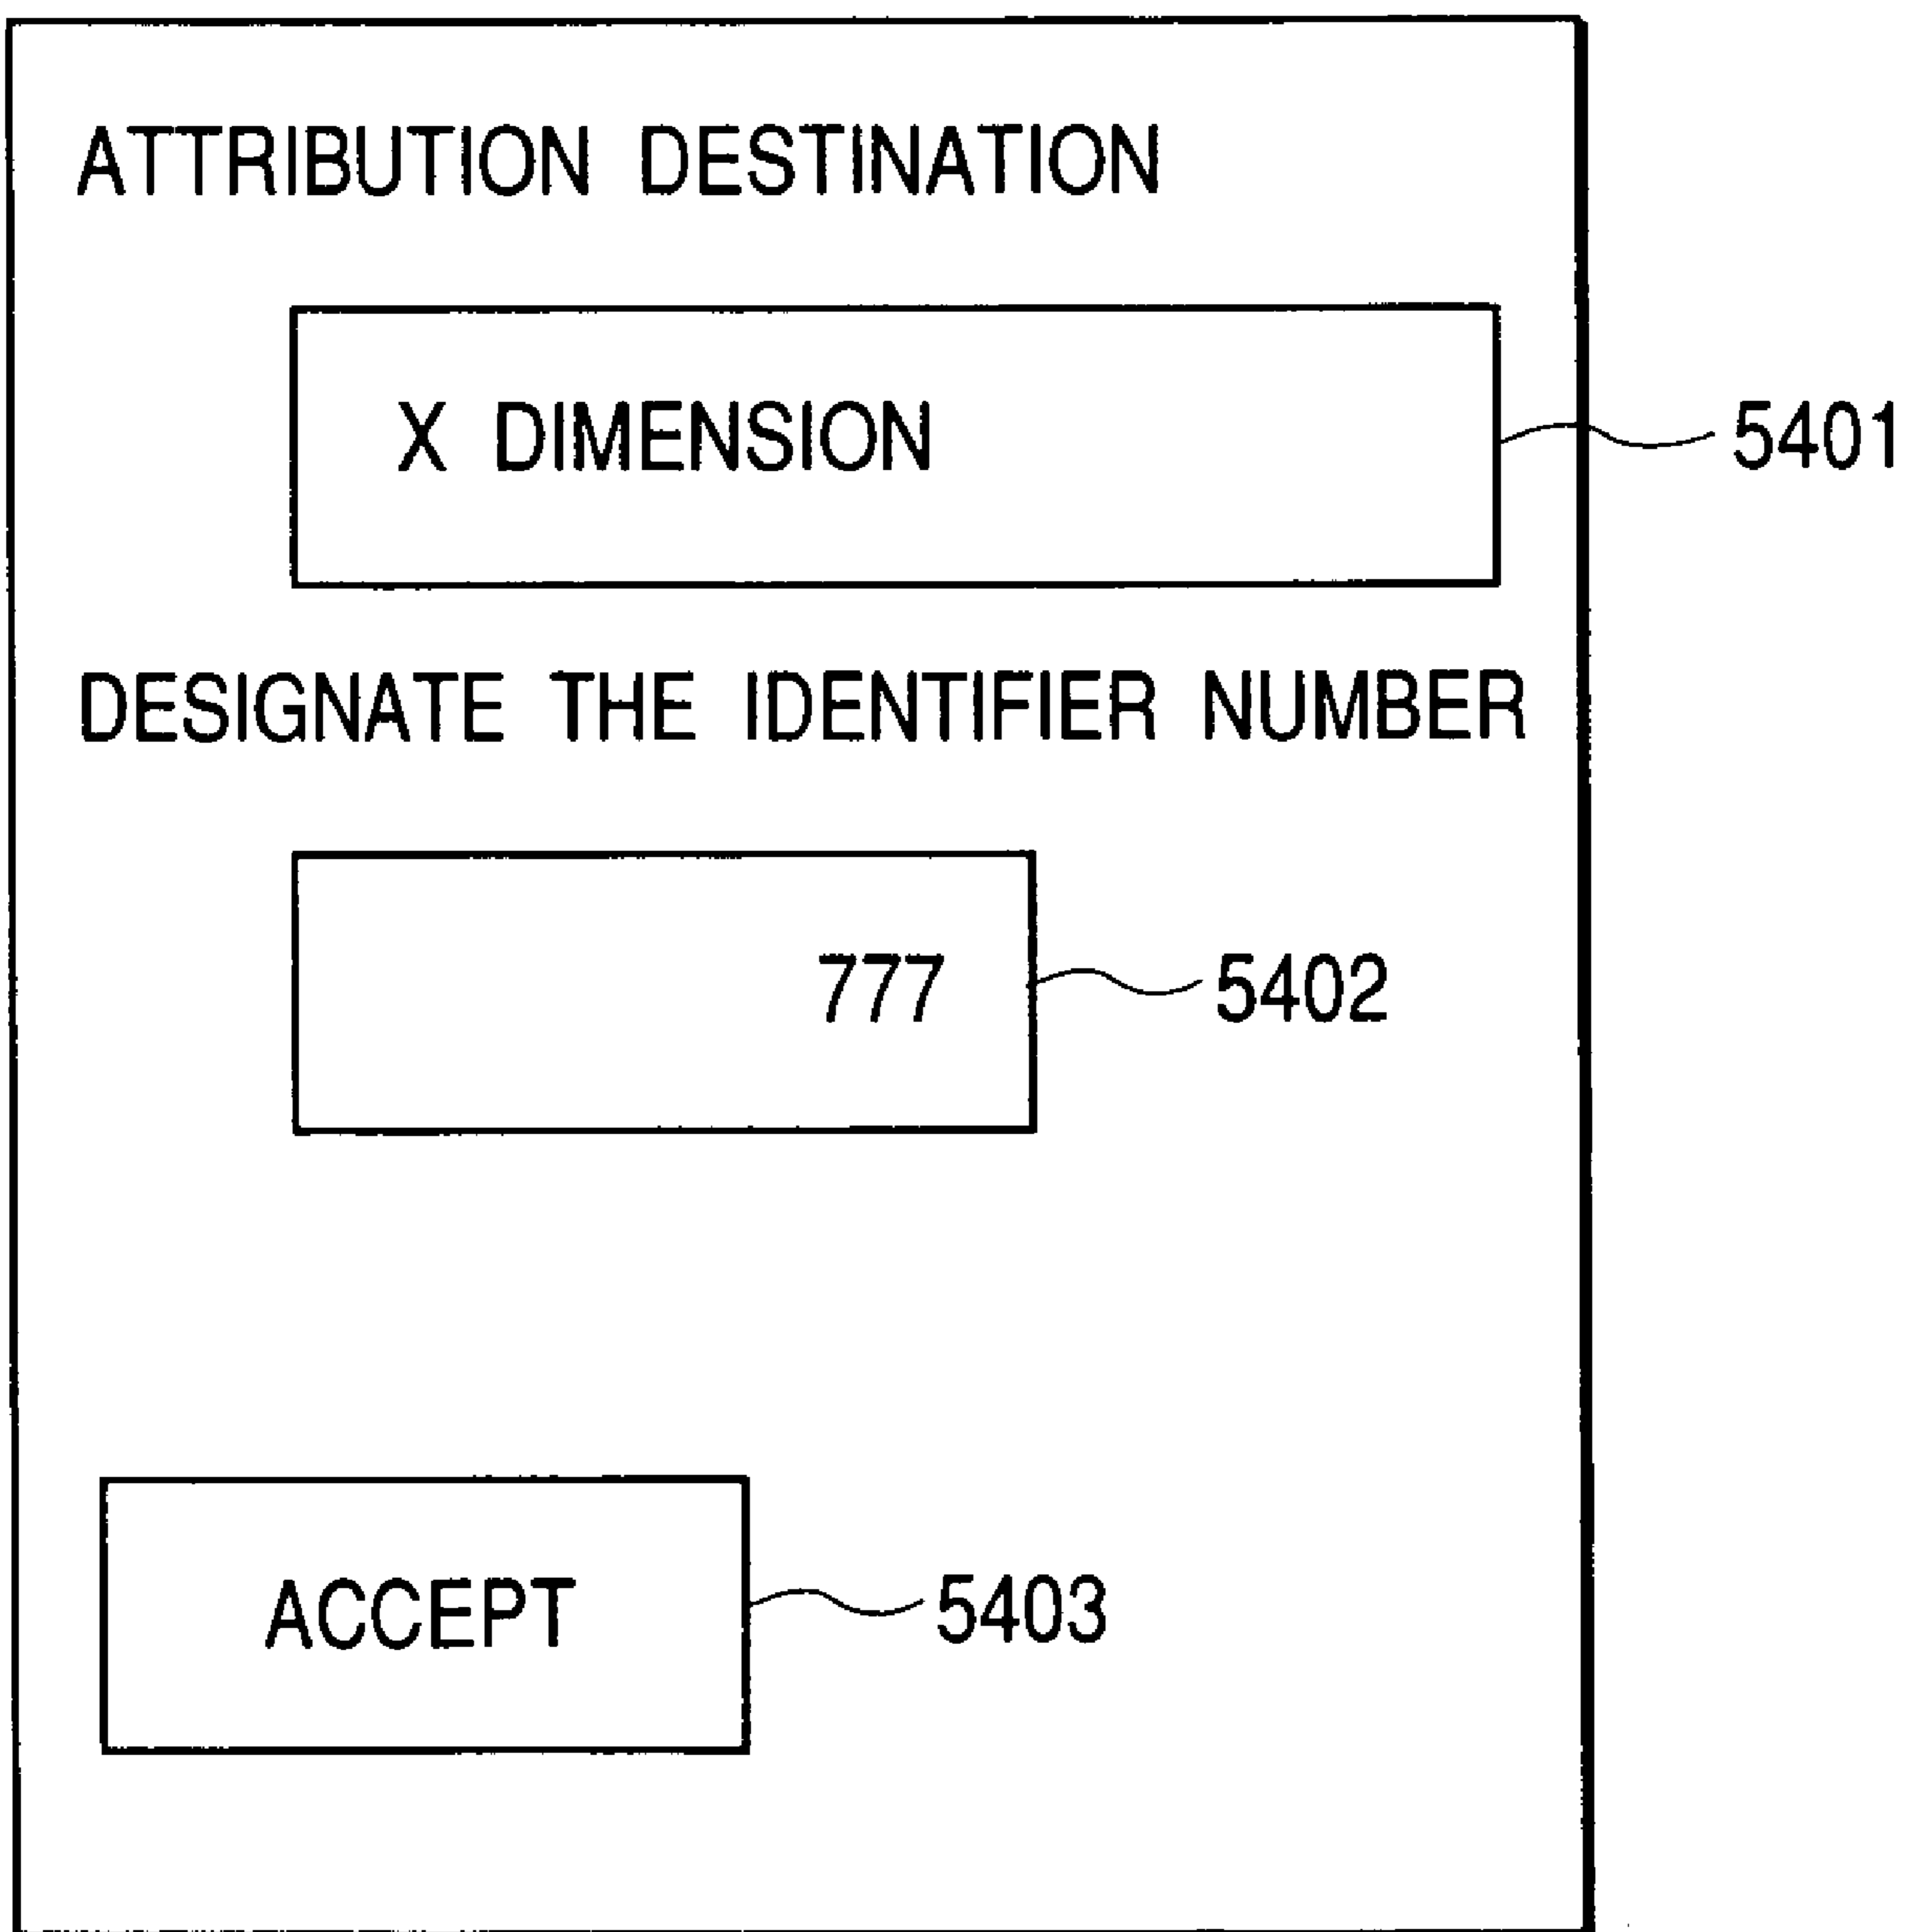 ATTRIBUTION DESTINATION
X DIMENSION
5401
DESIGNATE THE IDENTIFIER NUMBER
777
5402
ACCEPT
5403